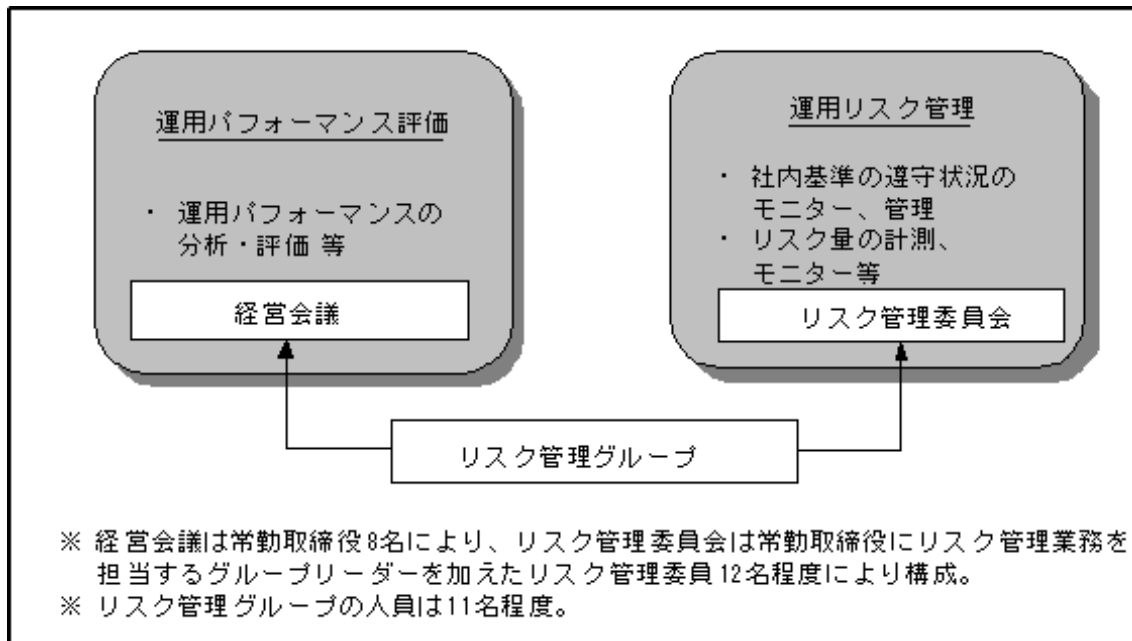 運用パフォーマンス評価
・ 運用パフォーマンスの
分析・評価 等
経営会議
運用リスク管理
・ 社内基準の遵守状況の
モニター、管理
・ リスク量の計測、
モニター等
リスク管理委員会
リスク管理グループ
※ 経営会議は常勤取締役8名により、リスク管理委員会は常勤取締役にリスク管理業務を
担当するグループリーダーを加えたリスク管理委員12名程度により構成。
※ リスク管理グループの人員は11名程度。